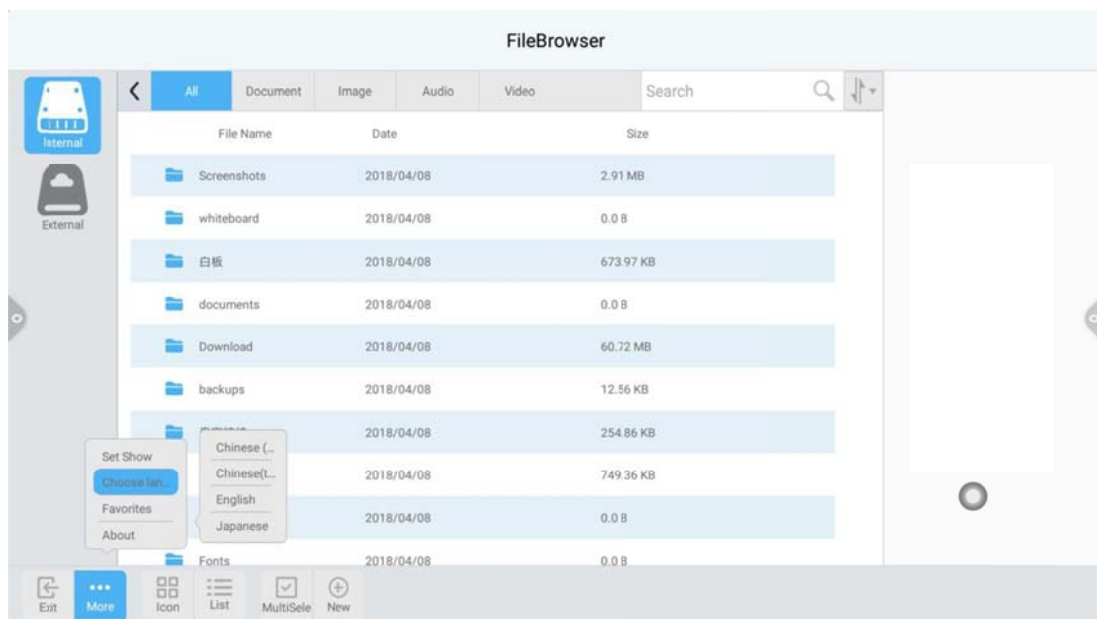 FileBrowser
Internal
External
All Document Image Audio Video Search
File Name Date Size
Screenshots 2018/04/08 2.91 MB
whiteboard 2018/04/08 0.0 B
白板 2018/04/08 673.97 KB
documents 2018/04/08 0.0 B
Download 2018/04/08 60.72 MB
backups 2018/04/08 12.56 KB
2018/04/08 254.86 KB
2018/04/08 749.36 KB
2018/04/08 0.0 B
Fonts 2018/04/08 0.0 B
Set Show
Choose lan...
Favorites
About
Chinese (...
Chinese(t...
English
Japanese
Exit More Icon List MultiSele New